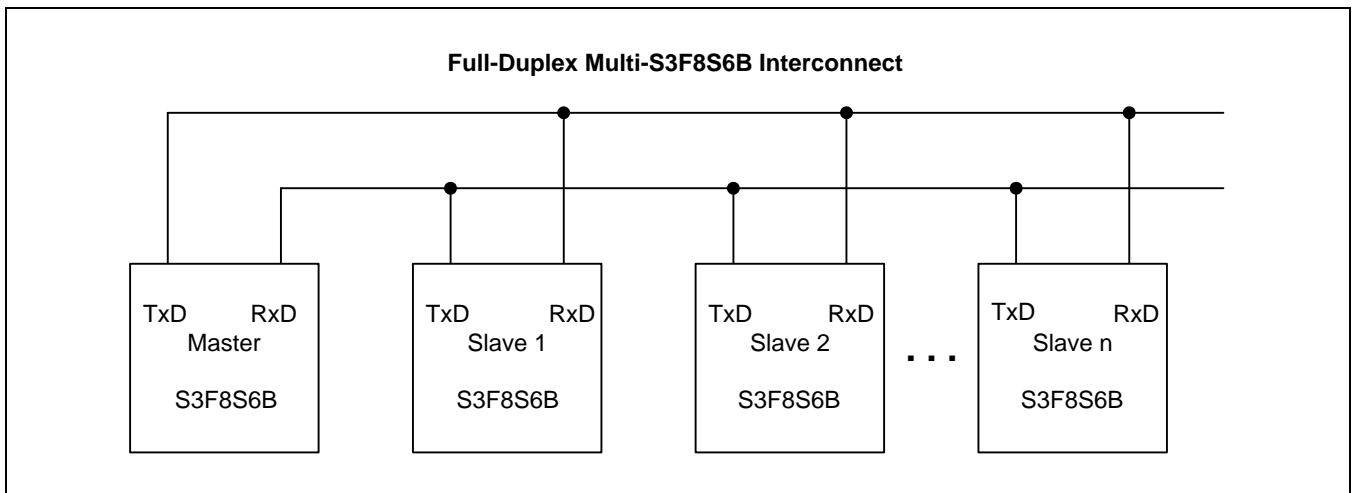 Full-Duplex Multi-S3F8S6B Interconnect
TxD RxD
Master
S3F8S6B
TxD RxD
Slave 1
S3F8S6B
TxD RxD
Slave 2
S3F8S6B
. . .
TxD RxD
Slave n
S3F8S6B